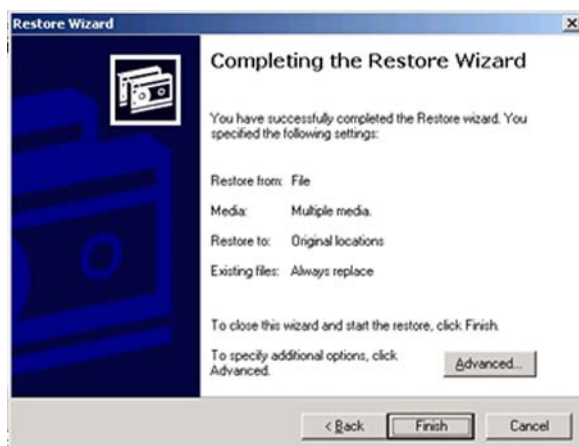 Restore Wizard
Completing the Restore Wizard
You have successfully completed the Restore wizard. You
specified the following settings:
Restore from: File
Media: Multiple media.
Restore to: Original locations
Existing files: Always replace
To close this wizard and start the restore, click Finish.
To specify additional options, click
Advanced.
Advanced...
< Back Finish Cancel